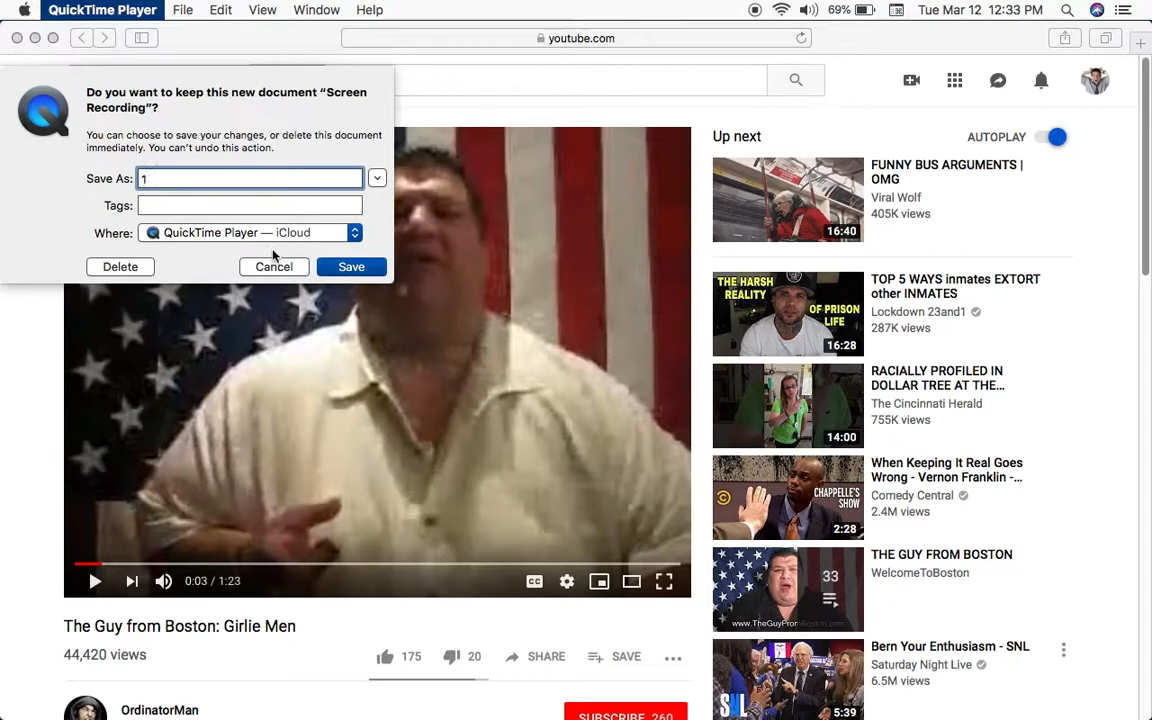 QuickTime Player File Edit View Window Help 69% Tue Mar 12 12:33 PM
youtube.com
Do you want to keep this new document “Screen
Recording”?
You can choose to save your changes, or delete this document
immediately. You can’t undo this action.
Save As: 1
Tags:
Where: QuickTime Player — iCloud
Delete Cancel Save
Up next AUTOPLAY
16:40
FUNNY BUS ARGUMENTS |
OMG
Viral Wolf
405K views
THE HARSH
REALITY
OF PRISON
LIFE
16:28
TOP 5 WAYS inmates EXTORT
other INMATES
Lockdown 23and1
287K views
14:00
RACIALLY PROFILED IN
DOLLAR TREE AT THE...
The Cincinnati Herald
755K views
CHAPPELLE'S
SHOW
2:28
When Keeping It Real Goes
Wrong - Vernon Franklin -...
Comedy Central
2.4M views
33
www.TheGuyFromBoston.com
THE GUY FROM BOSTON
WelcomeToBoston
SNL
5:39
Bern Your Enthusiasm - SNL
Saturday Night Live
6.5M views
0:03 / 1:23 CC
The Guy from Boston: Girlie Men
44,420 views
175 20 SHARE SAVE
OrdinatorMan
SUBSCRIBE 260